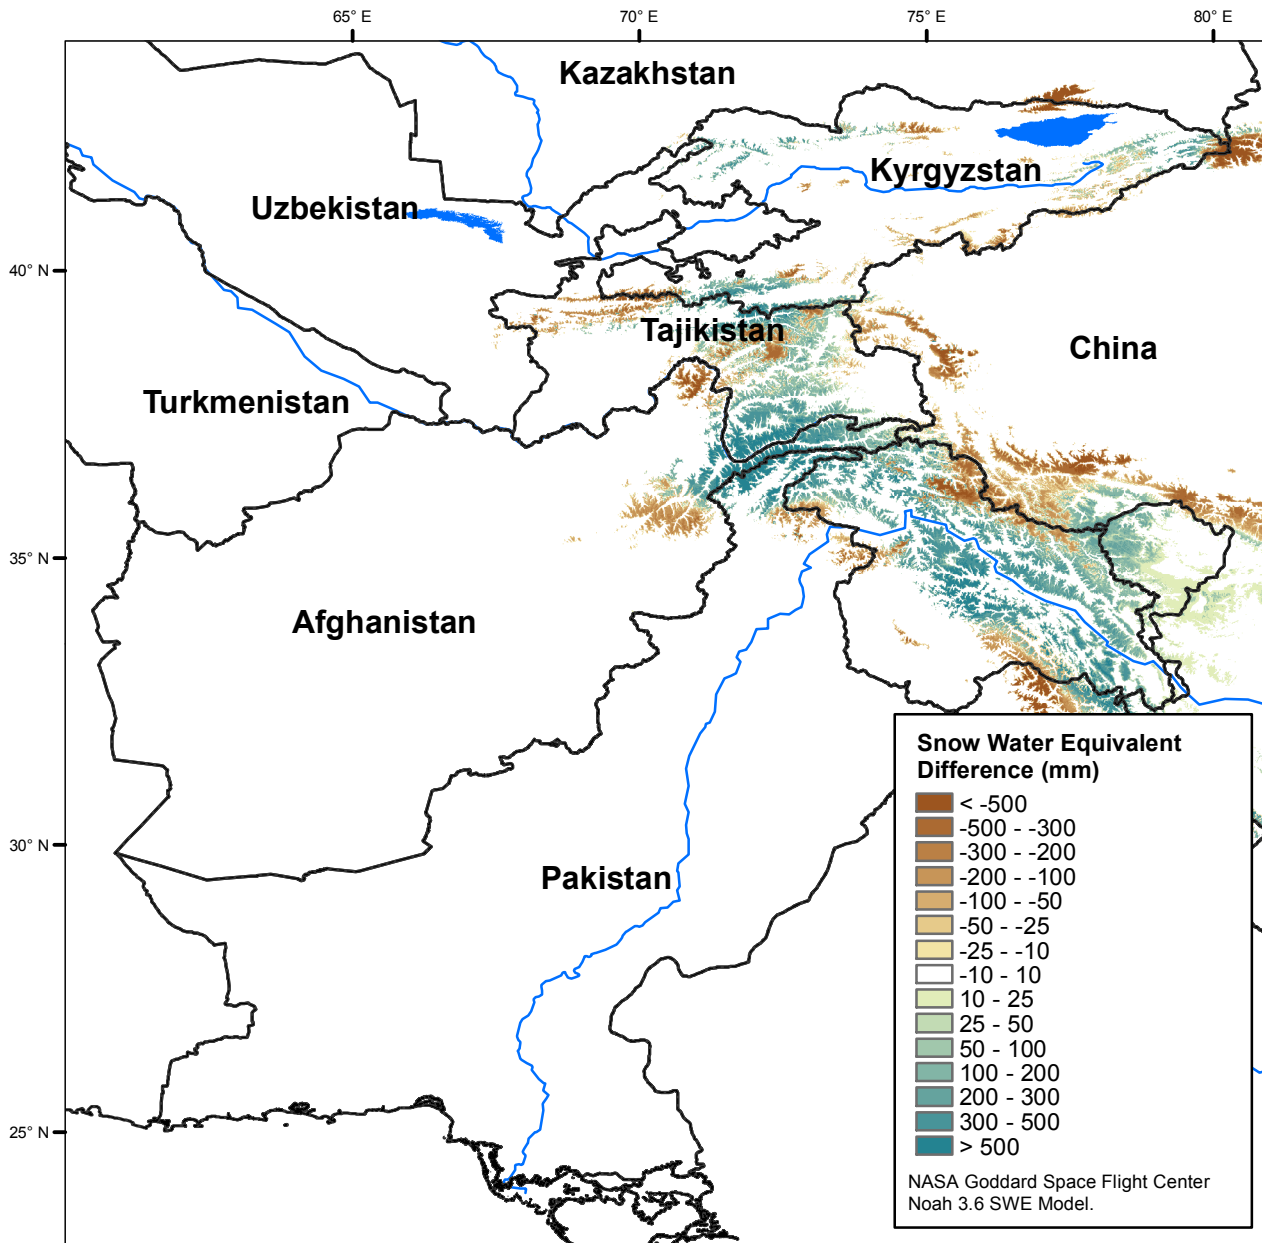 65° E
70° E
75° E
80° E
Kazakhstan
Kyrgyzstan
Uzbekistan
40° N
Tajikistan
China
Turkmenistan
35° N
Afghanistan
Snow Water Equivalent
Difference (mm)
< -500
-500 - -300
-300 - -200
-200 - -100
-100 - -50
-50 - -25
-25 - -10
-10 - 10
10 - 25
25 - 50
50 - 100
100 - 200
200 - 300
300 - 500
> 500
NASA Goddard Space Flight Center
Noah 3.6 SWE Model.
30° N
Pakistan
25° N